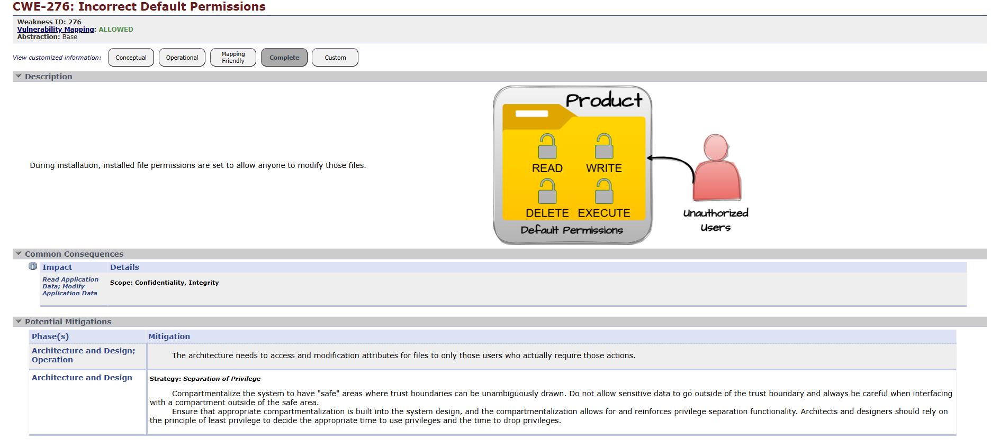 CWE-276: Incorrect Default Permissions
Weakness ID: 276
Vulnerability Mapping: ALLOWED
Abstraction: Base
View customized information:
Conceptual
Operational
Mapping
Friendly
Complete
Custom
Description
During installation, installed file permissions are set to allow anyone to modify those files.
Product
READ
WRITE
DELETE
EXECUTE
Default Permissions
Unauthorized
Users
Common Consequences
Impact
Details
Read Application
Data; Modify
Application Data
Scope: Confidentiality, Integrity
Potential Mitigations
Phase(s)
Mitigation
Architecture and Design;
Operation
The architecture needs to access and modification attributes for files to only those users who actually require those actions.
Architecture and Design
Strategy: Separation of Privilege
Compartmentalize the system to have "safe" areas where trust boundaries can be unambiguously drawn. Do not allow sensitive data to go outside of the trust boundary and always be careful when interfacing
with a compartment outside of the safe area.
Ensure that appropriate compartmentalization is built into the system design, and the compartmentalization allows for and reinforces privilege separation functionality. Architects and designers should rely on
the principle of least privilege to decide the appropriate time to use privileges and the time to drop privileges.